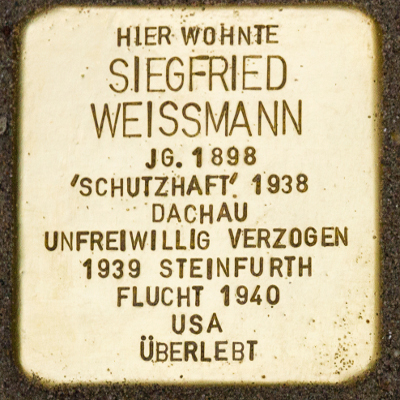 HIER WOHNTE
SIEGFRIED
WEISSMANN
JG. 1898
'SCHUTZHAFT' 1938
DACHAU
UNFREIWILLIG VERZOGEN
1939 STEINFURTH
FLUCHT 1940
USA
ÜBERLEBT